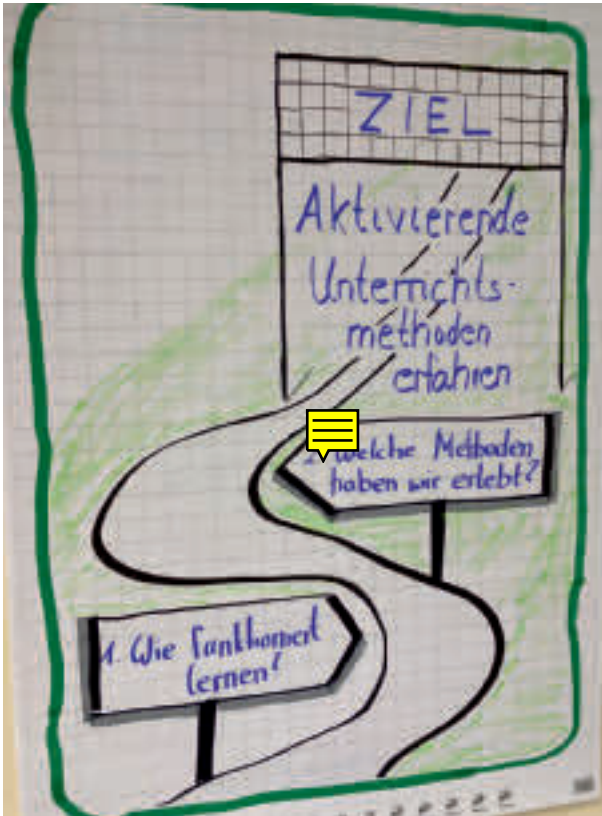 ZIEL
Aktivierende
Unterrichts-
methoden
erfahren
Welche Methoden
haben wir erlebt?
1. Wie funktioniert
lernen?